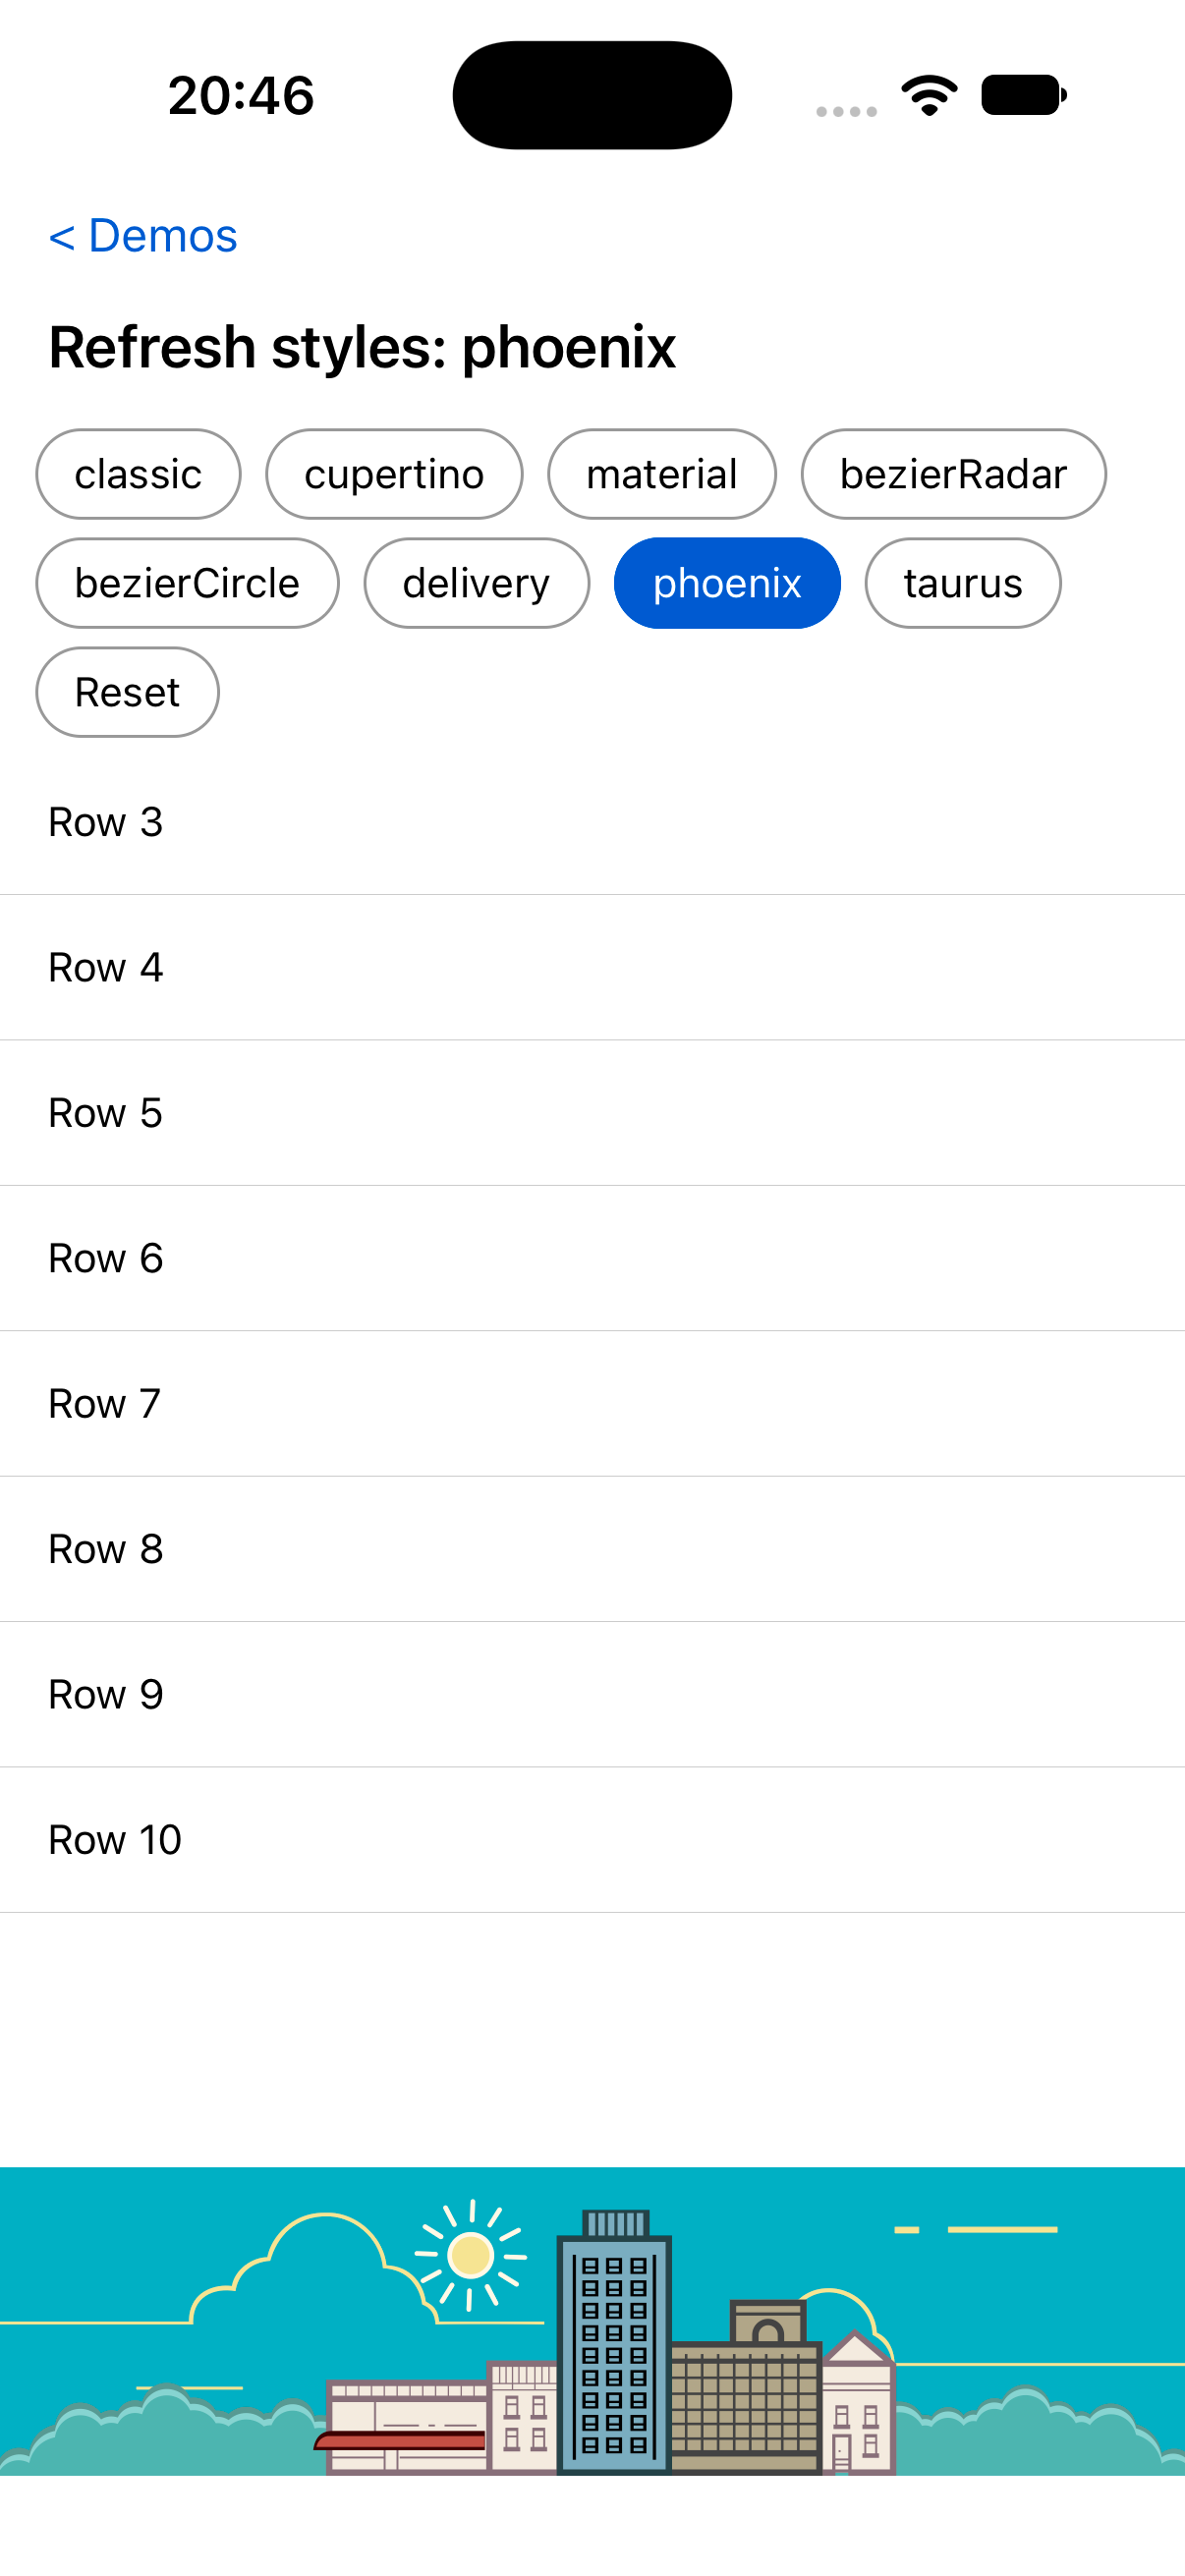 20:46
< Demos
Refresh styles: phoenix
classic cupertino material bezierRadar
bezierCircle delivery phoenix taurus
Reset
Row 3
Row 4
Row 5
Row 6
Row 7
Row 8
Row 9
Row 10